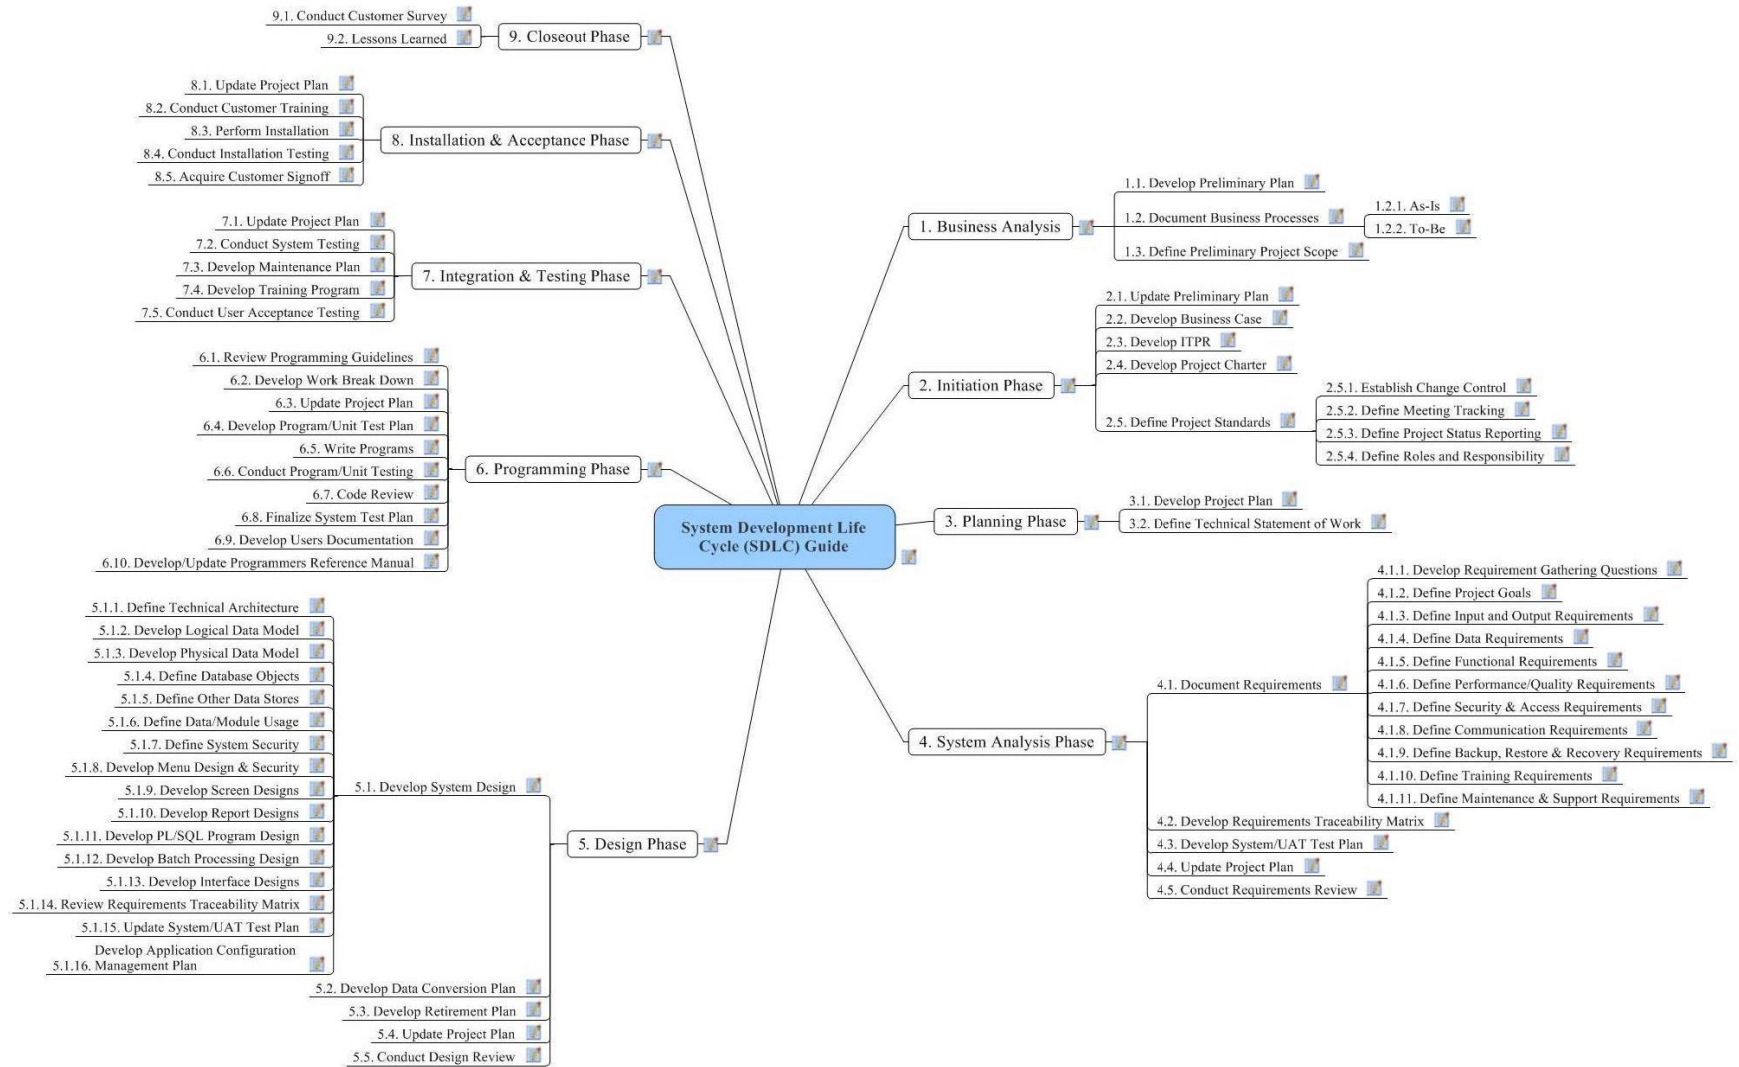 System Development Life
Cycle (SDLC) Guide
1. Business Analysis
1.1. Develop Preliminary Plan
1.2. Document Business Processes
1.2.1. As-Is
1.2.2. To-Be
1.3. Define Preliminary Project Scope
2. Initiation Phase
2.1. Update Preliminary Plan
2.2. Develop Business Case
2.3. Develop ITPR
2.4. Develop Project Charter
2.5. Define Project Standards
2.5.1. Establish Change Control
2.5.2. Define Meeting Tracking
2.5.3. Define Project Status Reporting
2.5.4. Define Roles and Responsibility
3. Planning Phase
3.1. Develop Project Plan
3.2. Define Technical Statement of Work
4. System Analysis Phase
4.1. Document Requirements
4.1.1. Develop Requirement Gathering Questions
4.1.2. Define Project Goals
4.1.3. Define Input and Output Requirements
4.1.4. Define Data Requirements
4.1.5. Define Functional Requirements
4.1.6. Define Performance/Quality Requirements
4.1.7. Define Security & Access Requirements
4.1.8. Define Communication Requirements
4.1.9. Define Backup, Restore & Recovery Requirements
4.1.10. Define Training Requirements
4.1.11. Define Maintenance & Support Requirements
4.2. Develop Requirements Traceability Matrix
4.3. Develop System/UAT Test Plan
4.4. Update Project Plan
4.5. Conduct Requirements Review
5. Design Phase
5.1. Develop System Design
5.1.1. Define Technical Architecture
5.1.2. Develop Logical Data Model
5.1.3. Develop Physical Data Model
5.1.4. Define Database Objects
5.1.5. Define Other Data Stores
5.1.6. Define Data/Module Usage
5.1.7. Define System Security
5.1.8. Develop Menu Design & Security
5.1.9. Develop Screen Designs
5.1.10. Develop Report Designs
5.1.11. Develop PL/SQL Program Design
5.1.12. Develop Batch Processing Design
5.1.13. Develop Interface Designs
5.1.14. Review Requirements Traceability Matrix
5.1.15. Update System/UAT Test Plan
Develop Application Configuration
5.1.16. Management Plan
5.2. Develop Data Conversion Plan
5.3. Develop Retirement Plan
5.4. Update Project Plan
5.5. Conduct Design Review
6. Programming Phase
6.1. Review Programming Guidelines
6.2. Develop Work Break Down
6.3. Update Project Plan
6.4. Develop Program/Unit Test Plan
6.5. Write Programs
6.6. Conduct Program/Unit Testing
6.7. Code Review
6.8. Finalize System Test Plan
6.9. Develop Users Documentation
6.10. Develop/Update Programmers Reference Manual
7. Integration & Testing Phase
7.1. Update Project Plan
7.2. Conduct System Testing
7.3. Develop Maintenance Plan
7.4. Develop Training Program
7.5. Conduct User Acceptance Testing
8. Installation & Acceptance Phase
8.1. Update Project Plan
8.2. Conduct Customer Training
8.3. Perform Installation
8.4. Conduct Installation Testing
8.5. Acquire Customer Signoff
9. Closeout Phase
9.1. Conduct Customer Survey
9.2. Lessons Learned